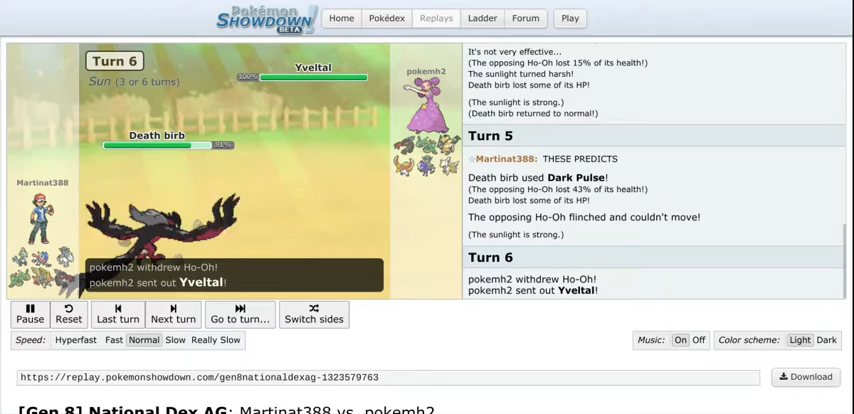 Pokémon
SHOWDOWN!
BETA
Home
Pokédex
Replays
Ladder
Forum
Play
Turn 6
Sun (3 or 6 turns)
Yveltal
100%
Death birb
81%
Martinat388
pokemh2
pokemh2 withdrew Ho-Oh!
pokemh2 sent out Yveltal!
It's not very effective...
(The opposing Ho-Oh lost 15% of its health!)
The sunlight turned harsh!
Death birb lost some of its HP!
(The sunlight is strong.)
(Death birb returned to normal!)
Turn 5
☆Martinat388: THESE PREDICTS
Death birb used Dark Pulse!
(The opposing Ho-Oh lost 43% of its health!)
Death birb lost some of its HP!
The opposing Ho-Oh flinched and couldn't move!
(The sunlight is strong.)
Turn 6
pokemh2 withdrew Ho-Oh!
pokemh2 sent out Yveltal!
Pause
Reset
Last turn
Next turn
Go to turn...
Switch sides
Speed: Hyperfast Fast Normal Slow Really Slow
Music: On Off
Color scheme: Light Dark
https://replay.pokemonshowdown.com/gen8nationaldexag-1323579763
Download
[Gen 8] National Dex AG: Martinat388 vs. pokemh2